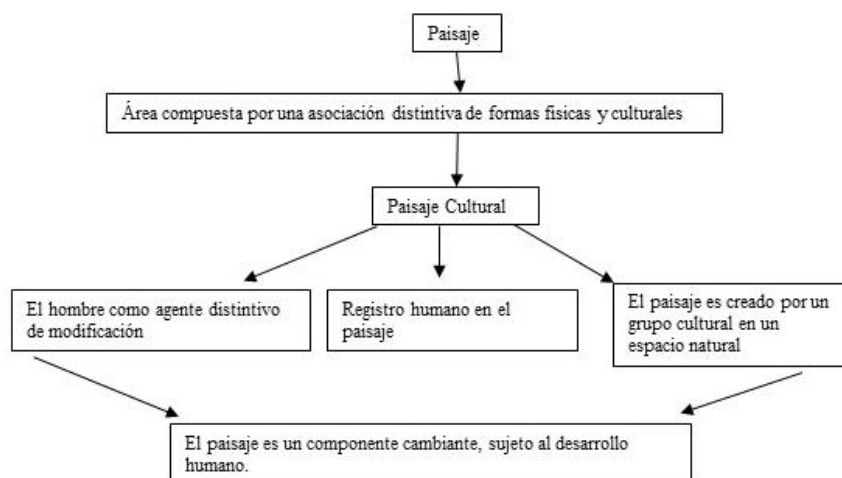 Paisaje
Área compuesta por una asociación distintiva de formas físicas y culturales
Paisaje Cultural
El hombre como agente distintivo
de modificación
Registro humano en el
paisaje
El paisaje es creado por un
grupo cultural en un
espacio natural
El paisaje es un componente cambiante, sujeto al desarrollo
humano.